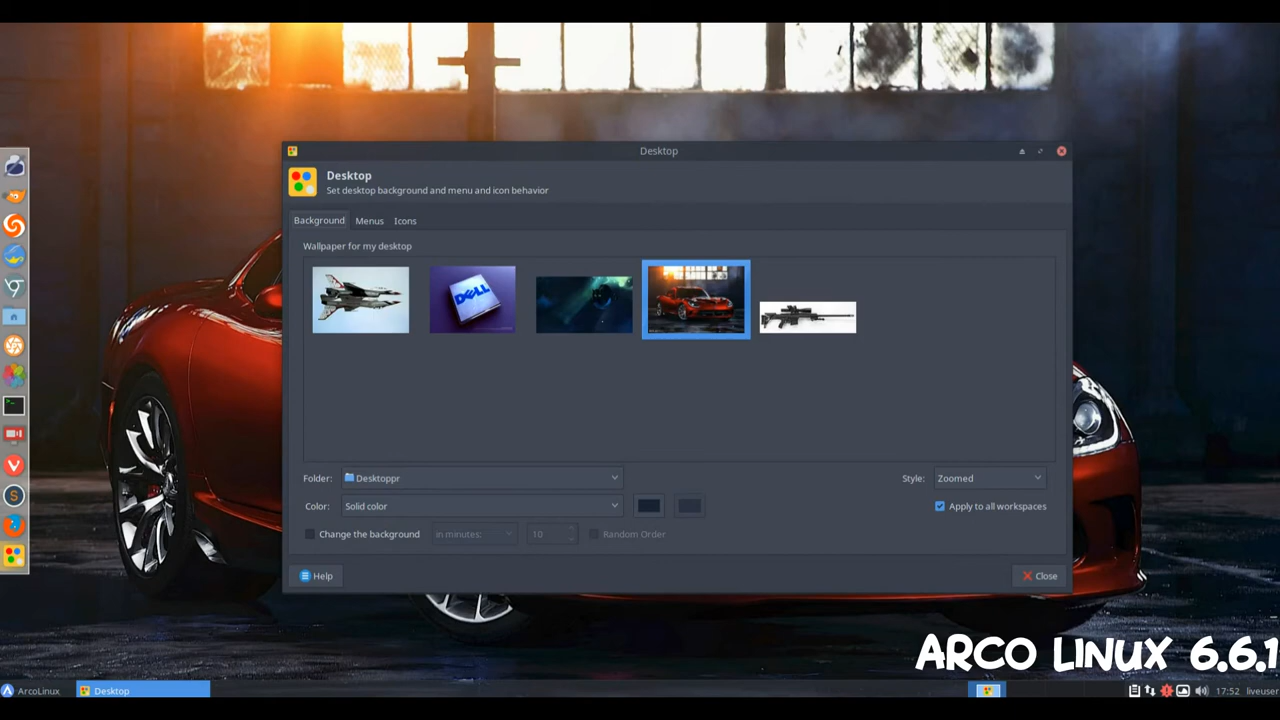 Desktop
Desktop
Set desktop background and menu and icon behavior
Background Menus Icons
Wallpaper for my desktop
DELL
Folder: Desktoppr Style: Zoomed
Color: Solid color Apply to all workspaces
Change the background in minutes: 10 Random Order
Help Close
ARCO LINUX 6.6.1
ArcoLinux Desktop 17:52 liveuser